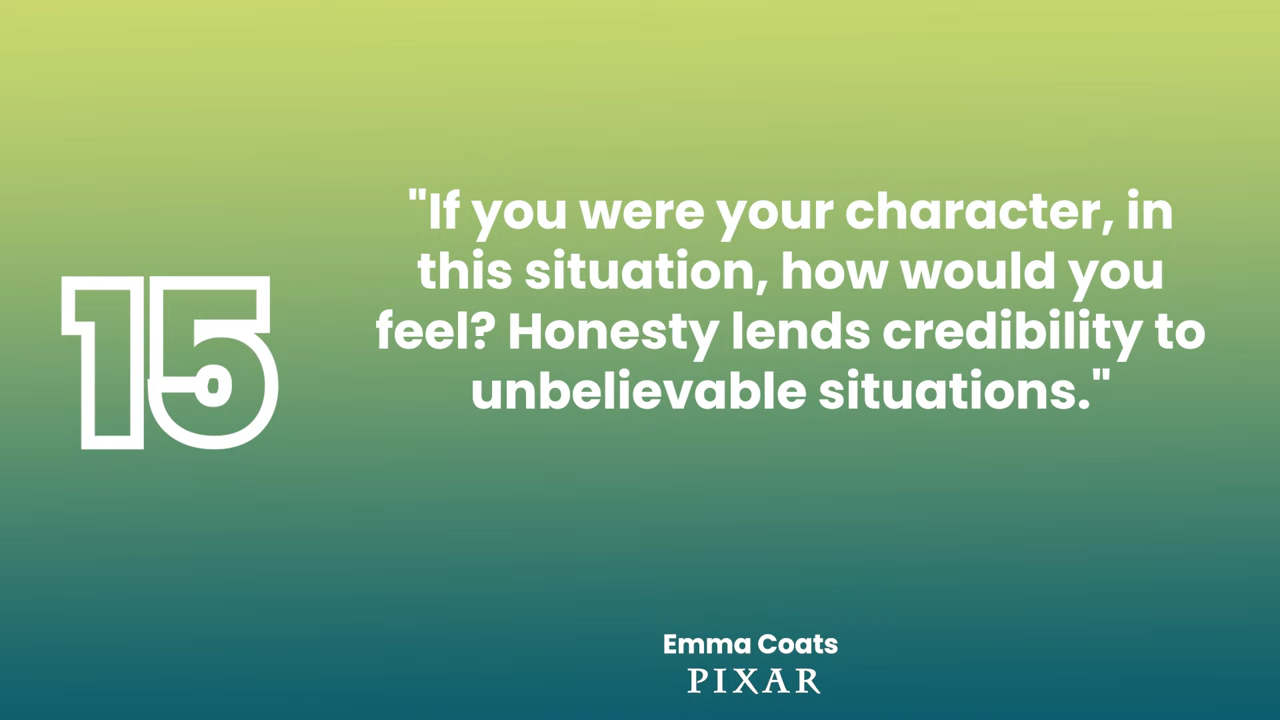 15
"If you were your character, in
this situation, how would you
feel? Honesty lends credibility to
unbelievable situations."
Emma Coats
PIXAR